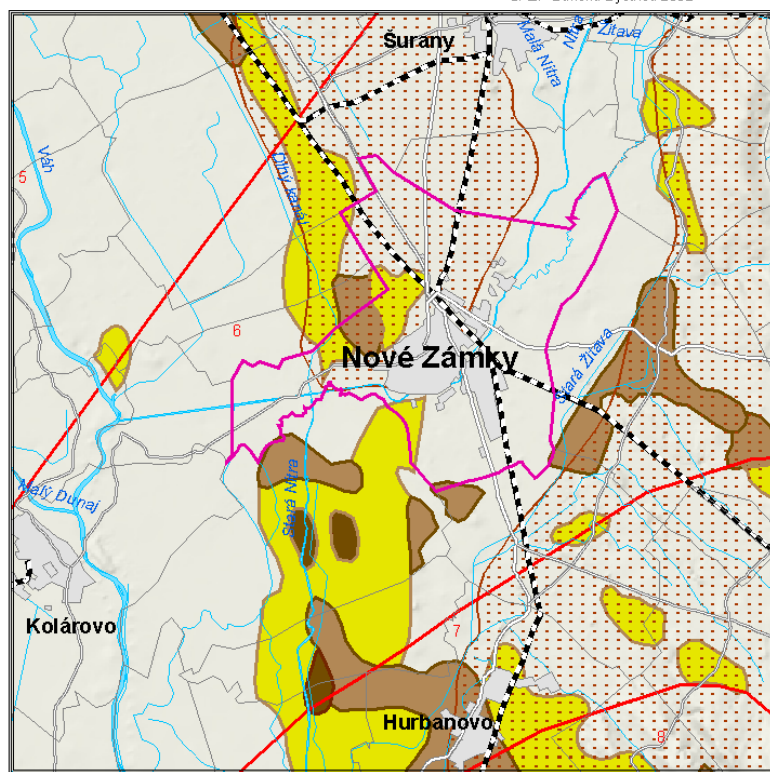 Šurany
Malá Nitra
Nitra
Žitava
Váh
5
Dlhý kanál
6
Nové Zámky
Stará Žitava
Malý Dunaj
Stará Nitra
Kolárovo
7
Hurbanovo
8